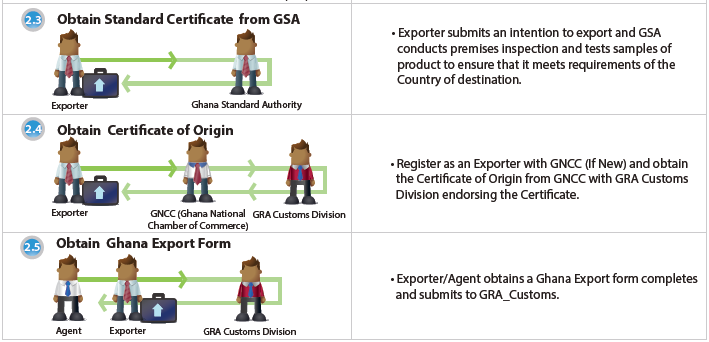 2.3 Obtain Standard Certificate from GSA
Exporter
Ghana Standard Authority
• Exporter submits an intention to export and GSA
conducts premises inspection and tests samples of
product to ensure that it meets requirements of the
Country of destination.
2.4 Obtain Certificate of Origin
Exporter
GNCC (Ghana National
Chamber of Commerce)
GRA Customs Division
• Register as an Exporter with GNCC (If New) and obtain
the Certificate of Origin from GNCC with GRA Customs
Division endorsing the Certificate.
2.5 Obtain Ghana Export Form
Agent
Exporter
GRA Customs Division
• Exporter/Agent obtains a Ghana Export form completes
and submits to GRA_Customs.